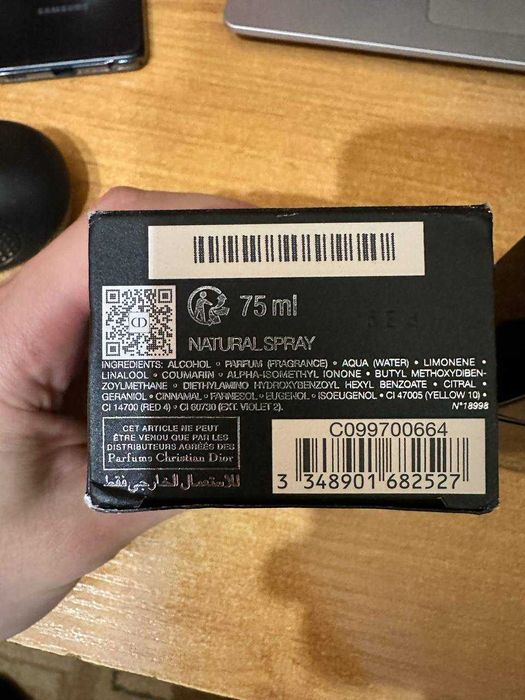 SAMSUNG
75 ml
NATURAL SPRAY
INGREDIENTS: ALCOHOL • PARFUM (FRAGRANCE) • AQUA (WATER) • LIMONENE •
LINALOOL • COUMARIN • ALPHA-ISOMETHYL IONONE • BUTYL METHOXYDIBEN-
ZOYLMETHANE • DIETHYLAMINO HYDROXYBENZOYL HEXYL BENZOATE • CITRAL •
GERANIOL • CINNAMAL • FARNESOL • EUGENOL • ISOEUGENOL • CI 47005 (YELLOW 10) •
CI 14700 (RED 4) • CI 60730 (EXT. VIOLET 2).
N°18998
CET ARTICLE NE PEUT
ÊTRE VENDU QUE PAR LES
DISTRIBUTEURS AGRÉÉS DES
Parfums Christian Dior
للاستعمال الخارجي فقط
C099700664
3 348901 682527